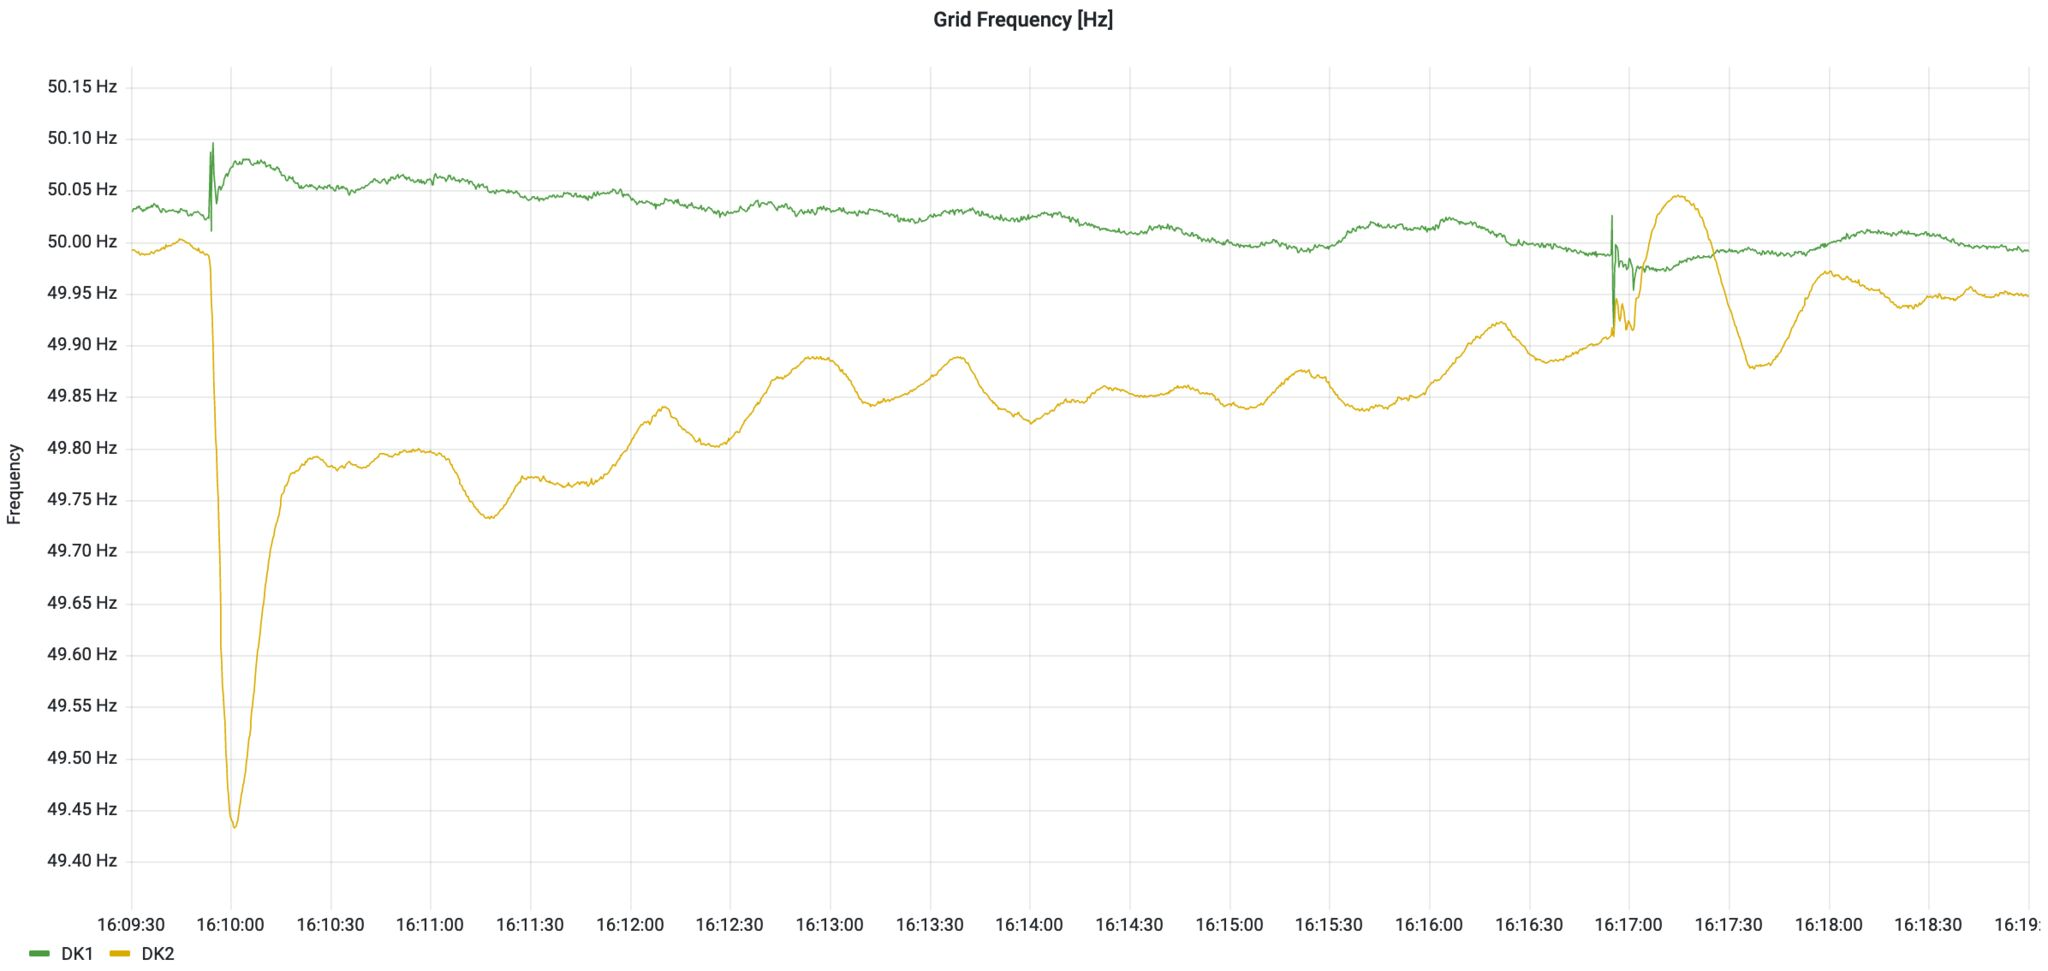 Grid Frequency [Hz]
50.15 Hz
50.10 Hz
50.05 Hz
50.00 Hz
49.95 Hz
49.90 Hz
49.85 Hz
49.80 Hz
49.75 Hz
49.70 Hz
49.65 Hz
49.60 Hz
49.55 Hz
49.50 Hz
49.45 Hz
49.40 Hz
Frequency
16:09:30 16:10:00 16:10:30 16:11:00 16:11:30 16:12:00 16:12:30 16:13:00 16:13:30 16:14:00 16:14:30 16:15:00 16:15:30 16:16:00 16:16:30 16:17:00 16:17:30 16:18:00 16:18:30 16:19:
DK1 DK2